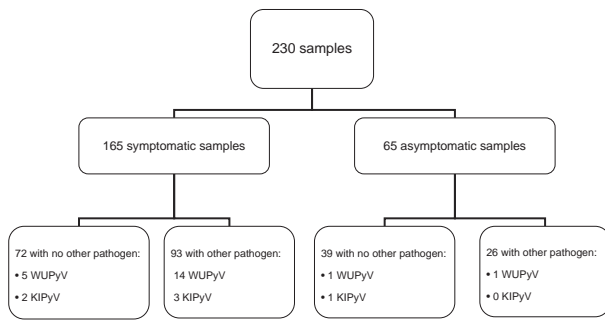 230 samples
165 symptomatic samples
65 asymptomatic samples
72 with no other pathogen:
• 5 WUPyV
• 2 KIPyV
93 with other pathogen:
14 WUPyV
3 KIPyV
39 with no other pathogen:
• 1 WUPyV
• 1 KIPyV
26 with other pathogen:
• 1 WUPyV
• 0 KIPyV